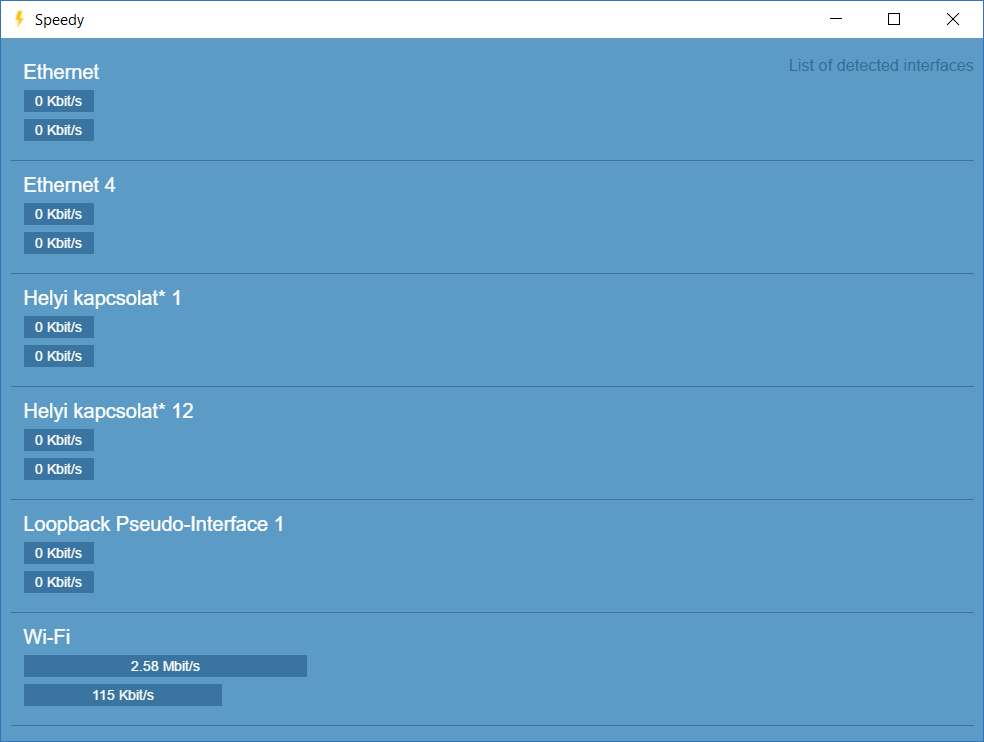 Speedy
List of detected interfaces
Ethernet
0 Kbit/s
0 Kbit/s
Ethernet 4
0 Kbit/s
0 Kbit/s
Helyi kapcsolat* 1
0 Kbit/s
0 Kbit/s
Helyi kapcsolat* 12
0 Kbit/s
0 Kbit/s
Loopback Pseudo-Interface 1
0 Kbit/s
0 Kbit/s
Wi-Fi
2.58 Mbit/s
115 Kbit/s